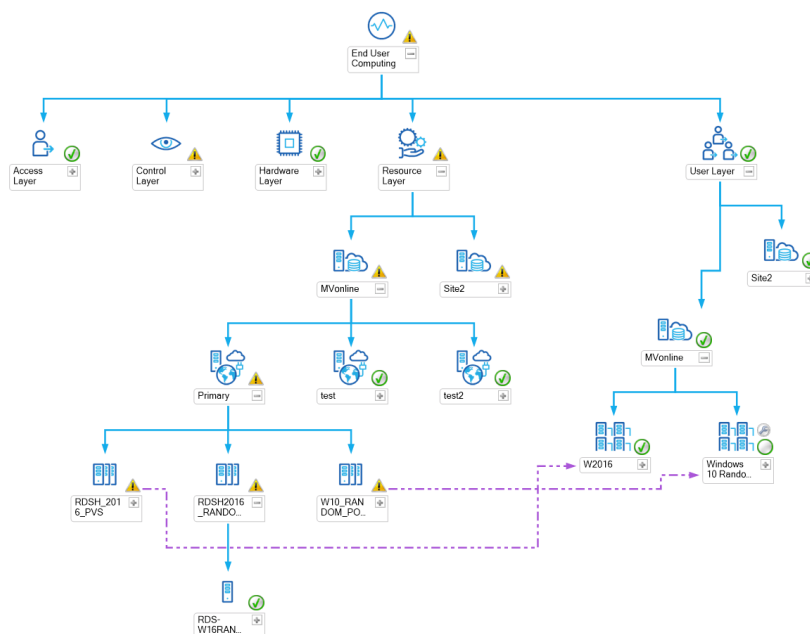 End User
Computing
Access
Layer
Control
Layer
Hardware
Layer
Resource
Layer
User Layer
MVonline
Site2
Site2
MVonline
Primary
test
test2
W2016
Windows
10 Rando...
RDSH_201
6_PVS
RDSH2016
_RANDO...
W10_RAN
DOM_PO...
RDS-
W16RAN...